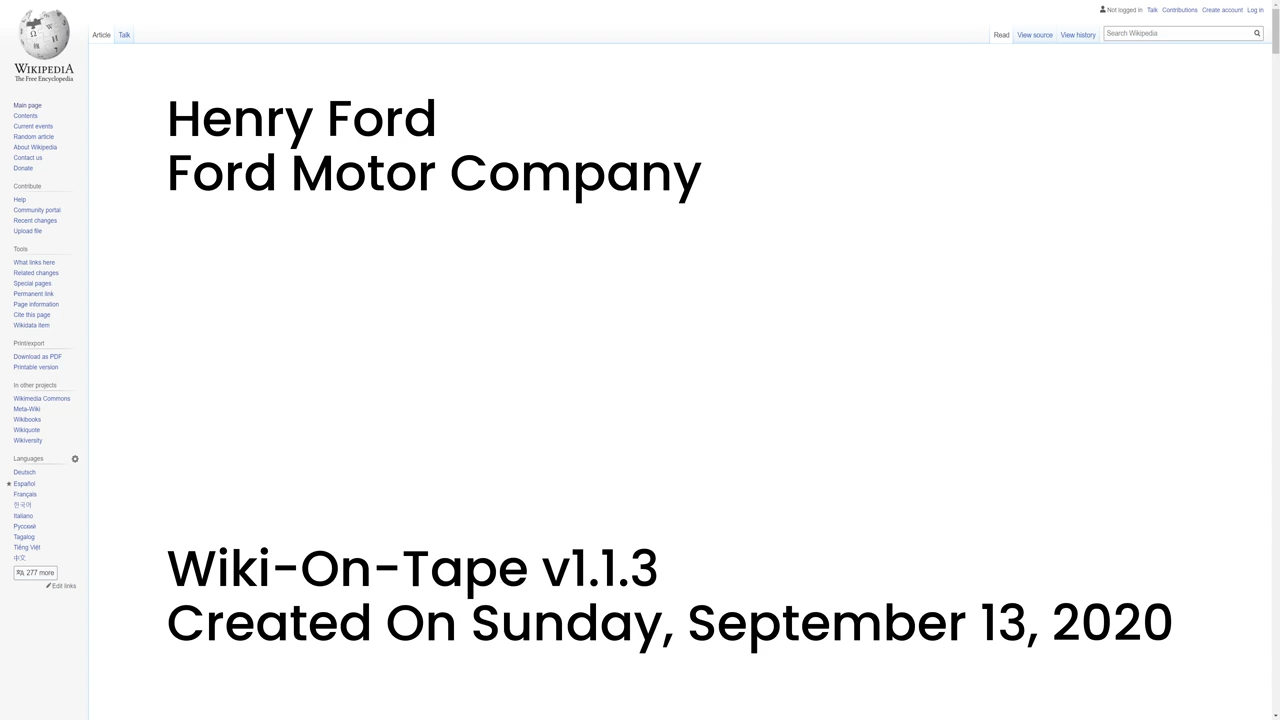 Not logged in Talk Contributions Create account Log in
Article Talk Read View source View history Search Wikipedia
WIKIPEDIA
The Free Encyclopedia
Main page
Contents
Current events
Random article
About Wikipedia
Contact us
Donate
Contribute
Help
Community portal
Recent changes
Upload file
Tools
What links here
Related changes
Special pages
Permanent link
Page information
Cite this page
Wikidata item
Print/export
Download as PDF
Printable version
In other projects
Wikimedia Commons
Meta-Wiki
Wikibooks
Wikiquote
Wikiversity
Languages
Deutsch
Español
Français
한국어
Italiano
Русский
Tagalog
Tiếng Việt
中文
277 more
Edit links
Henry Ford
Ford Motor Company
Wiki-On-Tape v1.1.3
Created On Sunday, September 13, 2020